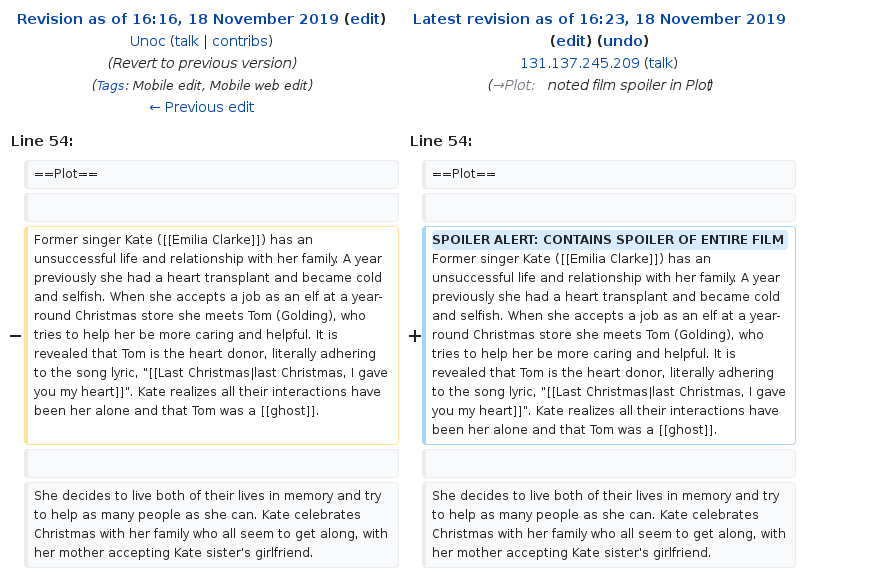 Revision as of 16:16, 18 November 2019 (edit)
Unoc (talk | contribs)
(Revert to previous version)
(Tags: Mobile edit, Mobile web edit)
← Previous edit
Latest revision as of 16:23, 18 November 2019
(edit) (undo)
131.137.245.209 (talk)
(→Plot: noted film spoiler in Plot)
Line 54:
Line 54:
==Plot==
==Plot==
−
Former singer Kate ([[Emilia Clarke]]) has an
unsuccessful life and relationship with her family. A year
previously she had a heart transplant and became cold
and selfish. When she accepts a job as an elf at a year-
round Christmas store she meets Tom (Golding), who
tries to help her be more caring and helpful. It is
revealed that Tom is the heart donor, literally adhering
to the song lyric, "[[Last Christmas|last Christmas, I gave
you my heart]]". Kate realizes all their interactions have
been her alone and that Tom was a [[ghost]].
+
SPOILER ALERT: CONTAINS SPOILER OF ENTIRE FILM
Former singer Kate ([[Emilia Clarke]]) has an
unsuccessful life and relationship with her family. A year
previously she had a heart transplant and became cold
and selfish. When she accepts a job as an elf at a year-
round Christmas store she meets Tom (Golding), who
tries to help her be more caring and helpful. It is
revealed that Tom is the heart donor, literally adhering
to the song lyric, "[[Last Christmas|last Christmas, I gave
you my heart]]". Kate realizes all their interactions have
been her alone and that Tom was a [[ghost]].
She decides to live both of their lives in memory and try
to help as many people as she can. Kate celebrates
Christmas with her family who all seem to get along, with
her mother accepting Kate sister's girlfriend.
She decides to live both of their lives in memory and try
to help as many people as she can. Kate celebrates
Christmas with her family who all seem to get along, with
her mother accepting Kate sister's girlfriend.